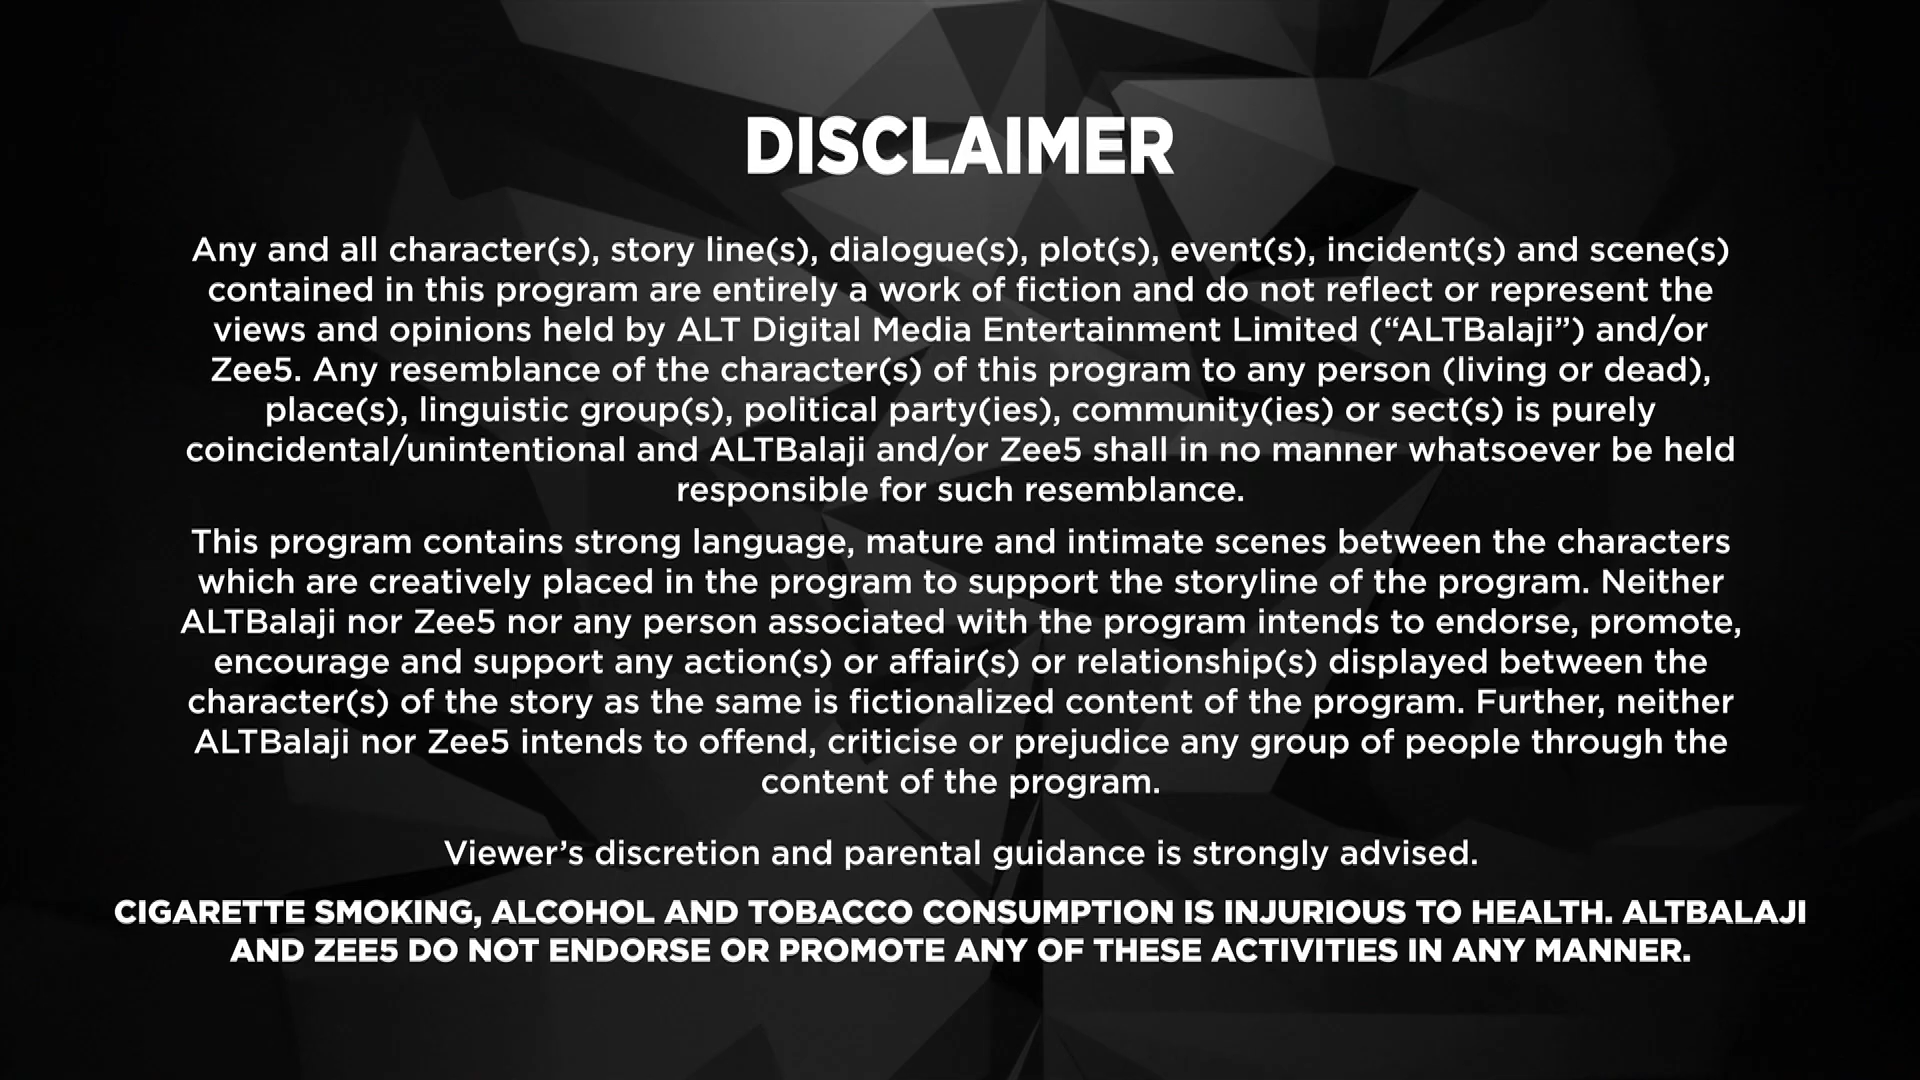 DISCLAIMER
Any and all character(s), story line(s), dialogue(s), plot(s), event(s), incident(s) and scene(s)
contained in this program are entirely a work of fiction and do not reflect or represent the
views and opinions held by ALT Digital Media Entertainment Limited (“ALTBalaji”) and/or
Zee5. Any resemblance of the character(s) of this program to any person (living or dead),
place(s), linguistic group(s), political party(ies), community(ies) or sect(s) is purely
coincidental/unintentional and ALTBalaji and/or Zee5 shall in no manner whatsoever be held
responsible for such resemblance.
This program contains strong language, mature and intimate scenes between the characters
which are creatively placed in the program to support the storyline of the program. Neither
ALTBalaji nor Zee5 nor any person associated with the program intends to endorse, promote,
encourage and support any action(s) or affair(s) or relationship(s) displayed between the
character(s) of the story as the same is fictionalized content of the program. Further, neither
ALTBalaji nor Zee5 intends to offend, criticise or prejudice any group of people through the
content of the program.
Viewer’s discretion and parental guidance is strongly advised.
CIGARETTE SMOKING, ALCOHOL AND TOBACCO CONSUMPTION IS INJURIOUS TO HEALTH. ALTBALAJI
AND ZEE5 DO NOT ENDORSE OR PROMOTE ANY OF THESE ACTIVITIES IN ANY MANNER.